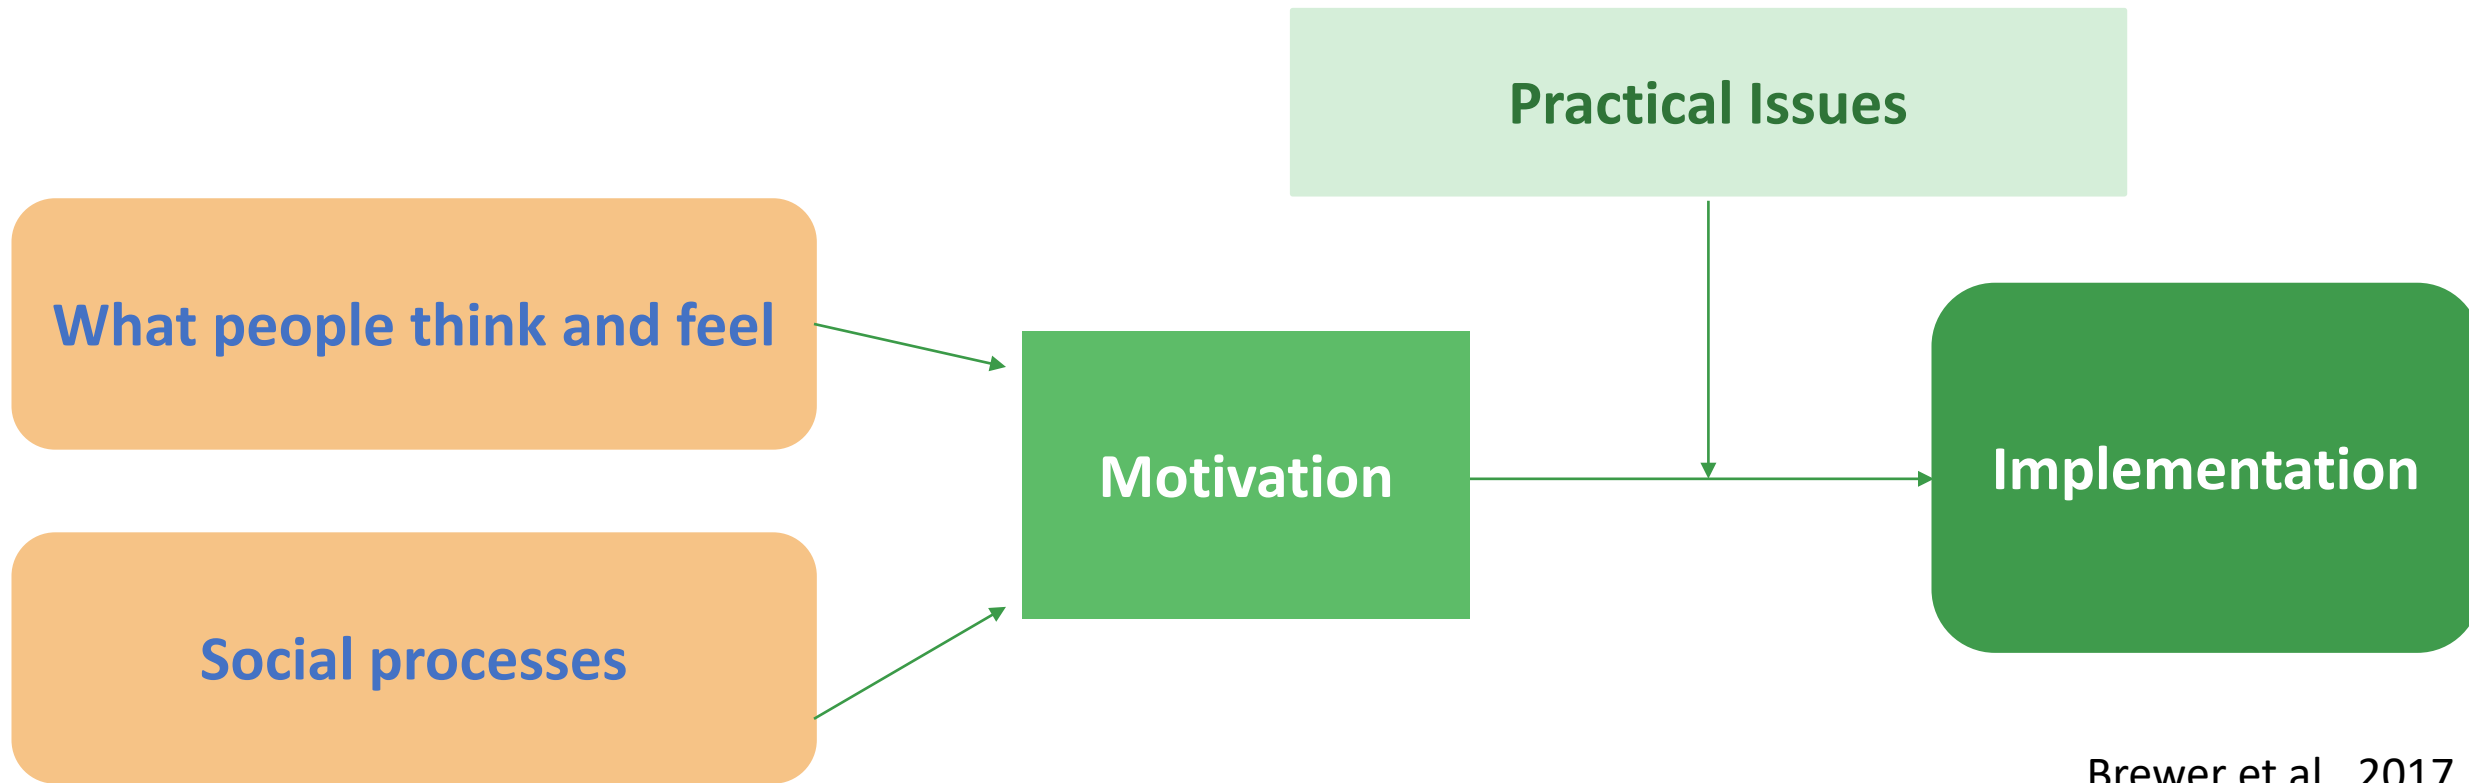 Practical Issues
What people think and feel
Motivation
Implementation
Social processes
Brewer et al., 2017